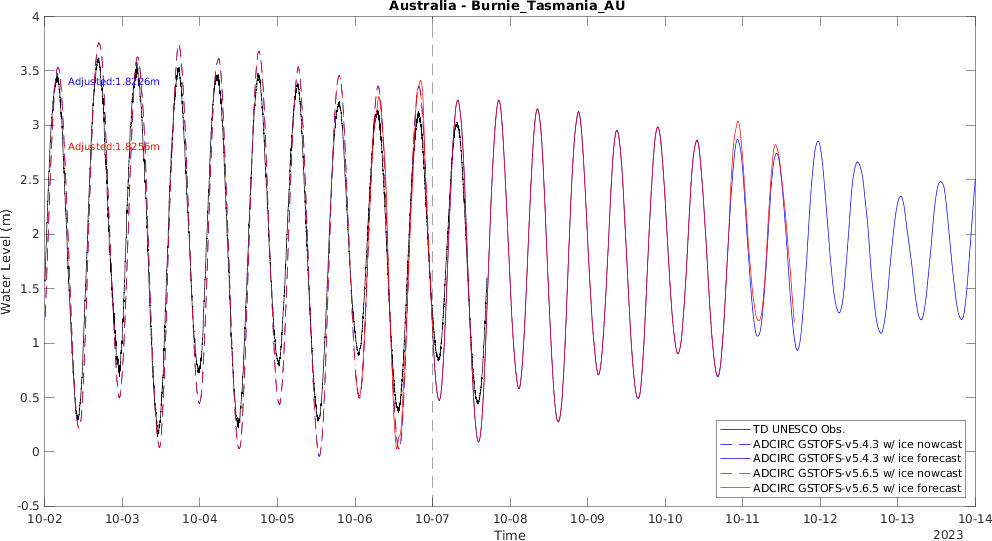 Australia - Burnie_Tasmania_AU
4
3.5
3
2.5
2
1.5
1
0.5
0
-0.5
Water Level (m)
Adjusted:1.8226m
Adjusted:1.8256m
TD UNESCO Obs.
ADCIRC GSTOFS-v5.4.3 w/ ice nowcast
ADCIRC GSTOFS-v5.4.3 w/ ice forecast
ADCIRC GSTOFS-v5.6.5 w/ ice nowcast
ADCIRC GSTOFS-v5.6.5 w/ ice forecast
10-02 10-03 10-04 10-05 10-06 10-07 10-08 10-09 10-10 10-11 10-12 10-13 10-14
Time
2023